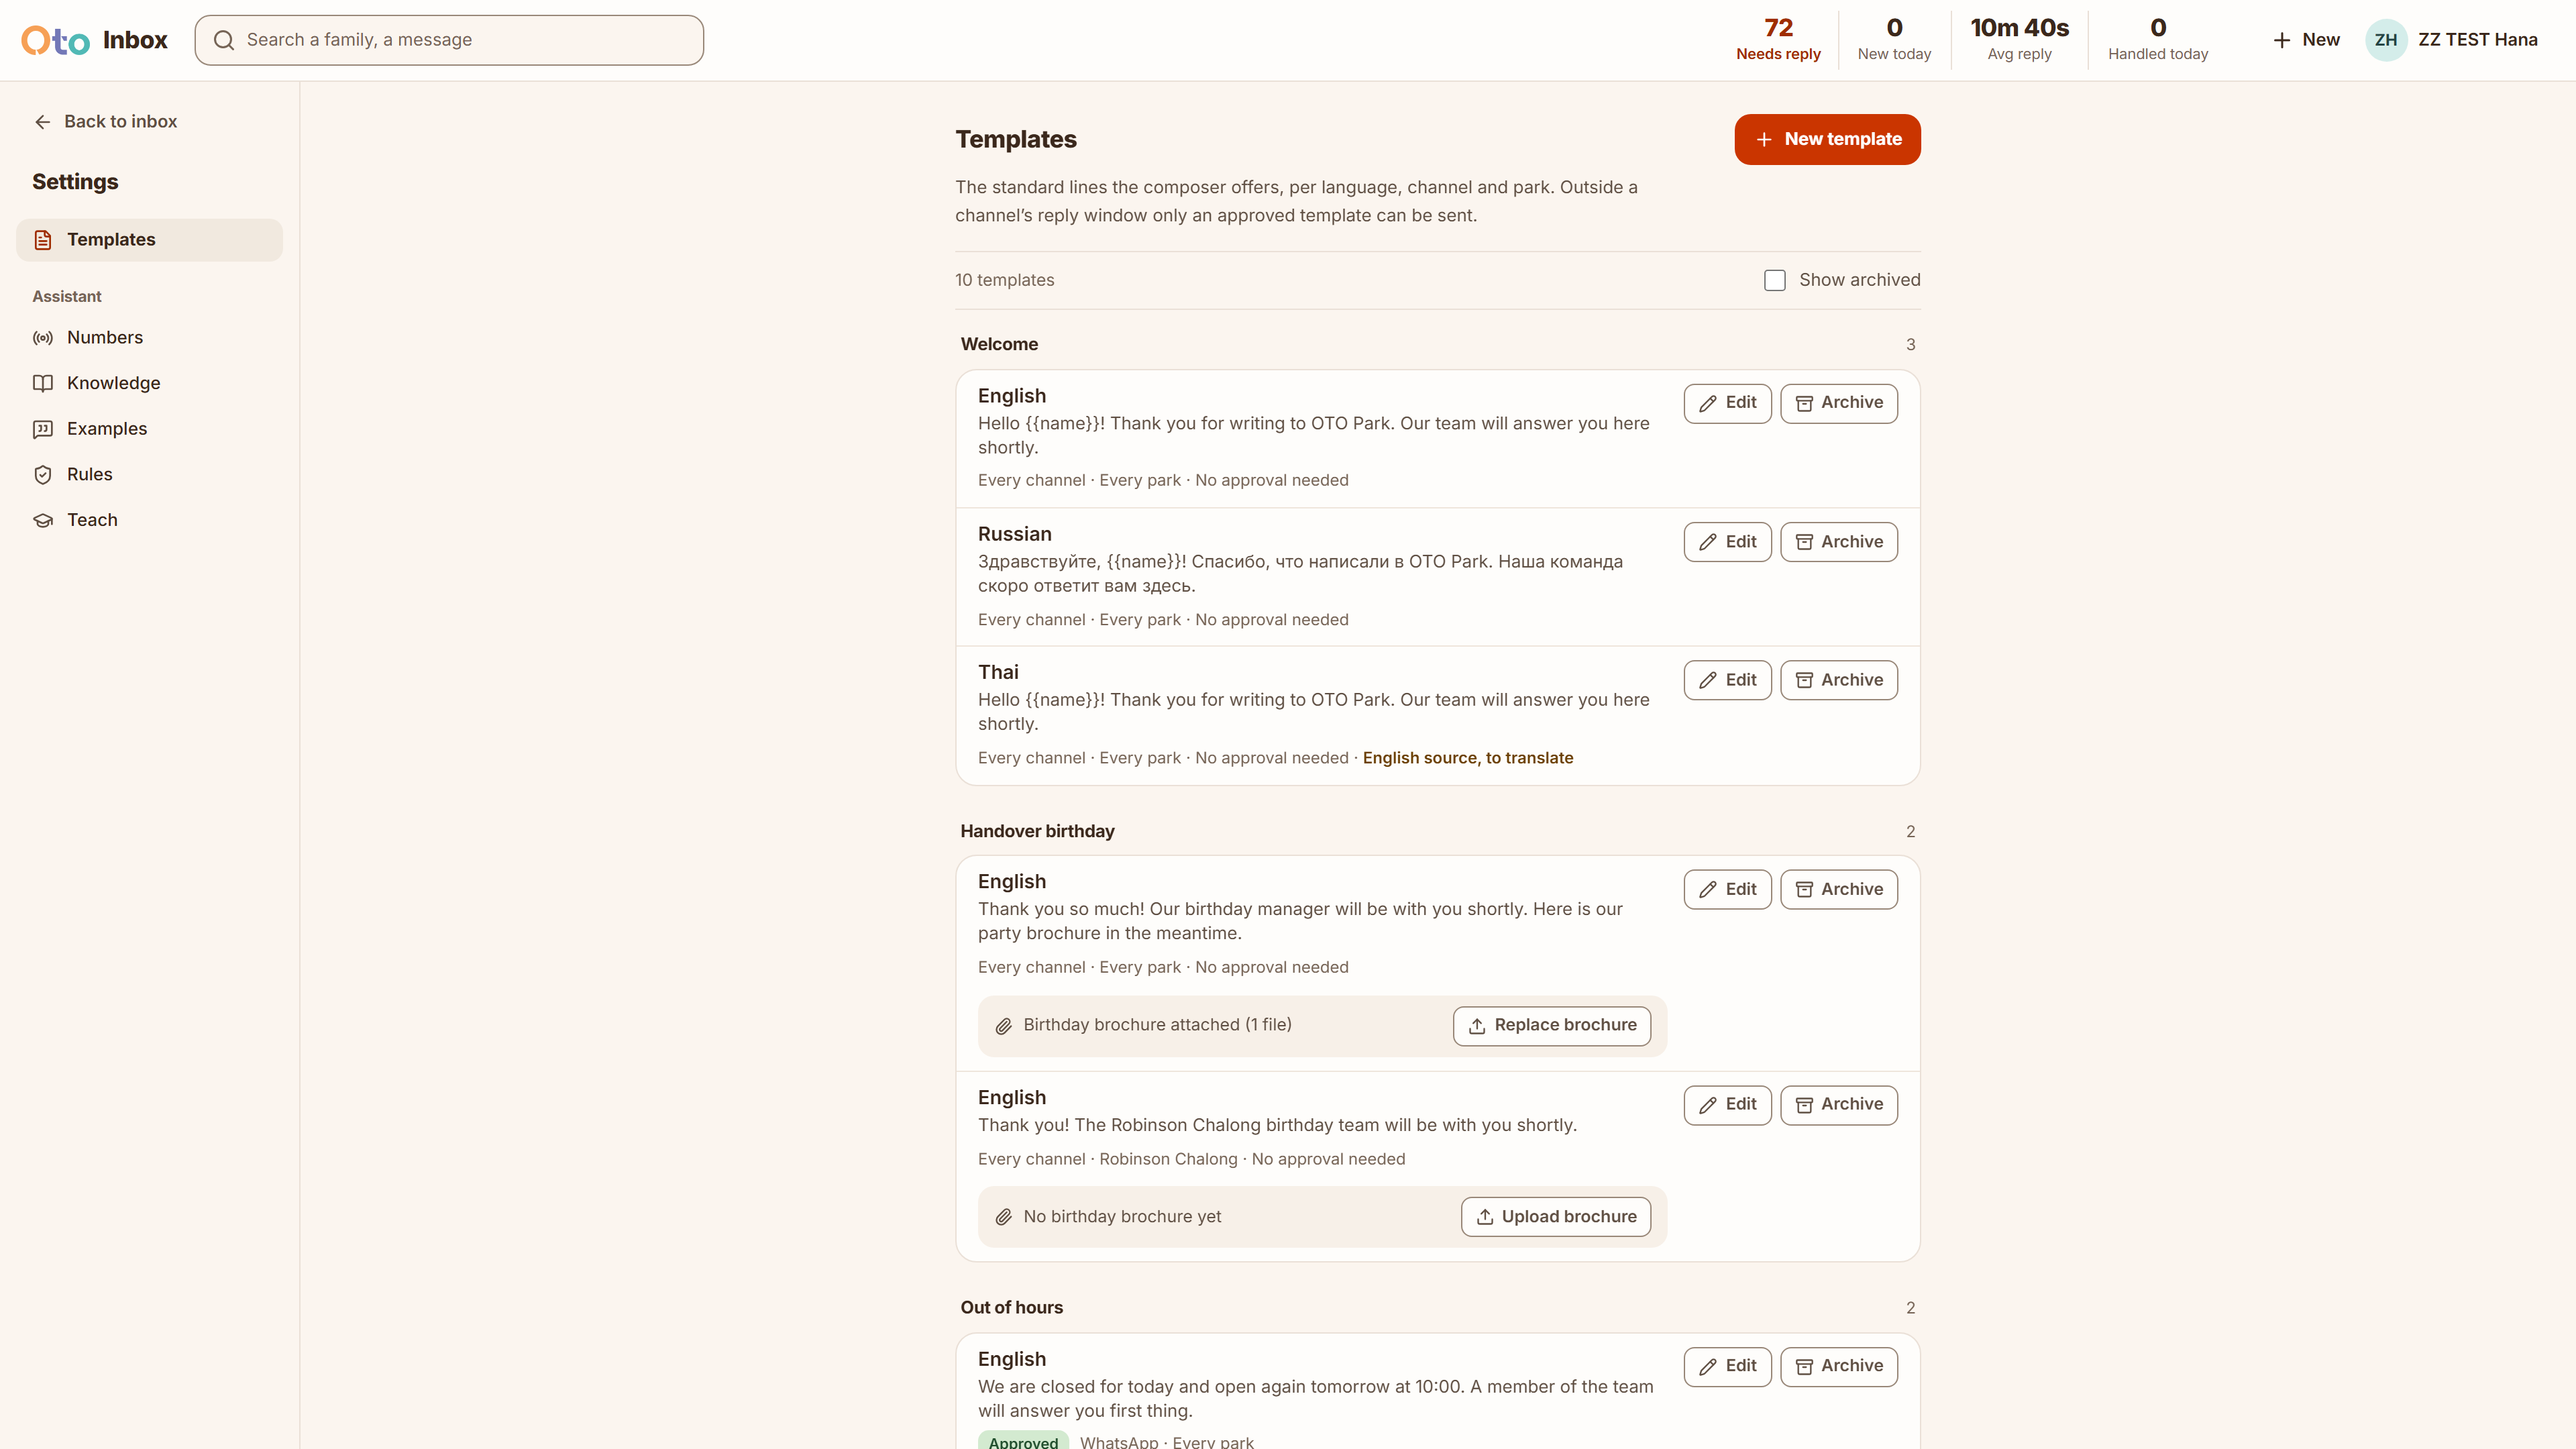 Oto Inbox
Search a family, a message
72
Needs reply
0
New today
10m 40s
Avg reply
0
Handled today
New
ZH
ZZ TEST Hana
Back to inbox
Settings
Templates
Assistant
Numbers
Knowledge
Examples
Rules
Teach
Templates
New template
The standard lines the composer offers, per language, channel and park. Outside a
channel’s reply window only an approved template can be sent.
10 templates
Show archived
Welcome
3
English
Edit
Archive
Hello {{name}}! Thank you for writing to OTO Park. Our team will answer you here
shortly.
Every channel · Every park · No approval needed
Russian
Edit
Archive
Здравствуйте, {{name}}! Спасибо, что написали в OTO Park. Наша команда
скоро ответит вам здесь.
Every channel · Every park · No approval needed
Thai
Edit
Archive
Hello {{name}}! Thank you for writing to OTO Park. Our team will answer you here
shortly.
Every channel · Every park · No approval needed · English source, to translate
Handover birthday
2
English
Edit
Archive
Thank you so much! Our birthday manager will be with you shortly. Here is our
party brochure in the meantime.
Every channel · Every park · No approval needed
Birthday brochure attached (1 file)
Replace brochure
English
Edit
Archive
Thank you! The Robinson Chalong birthday team will be with you shortly.
Every channel · Robinson Chalong · No approval needed
No birthday brochure yet
Upload brochure
Out of hours
2
English
Edit
Archive
We are closed for today and open again tomorrow at 10:00. A member of the team
will answer you first thing.
Approved
WhatsApp · Every park